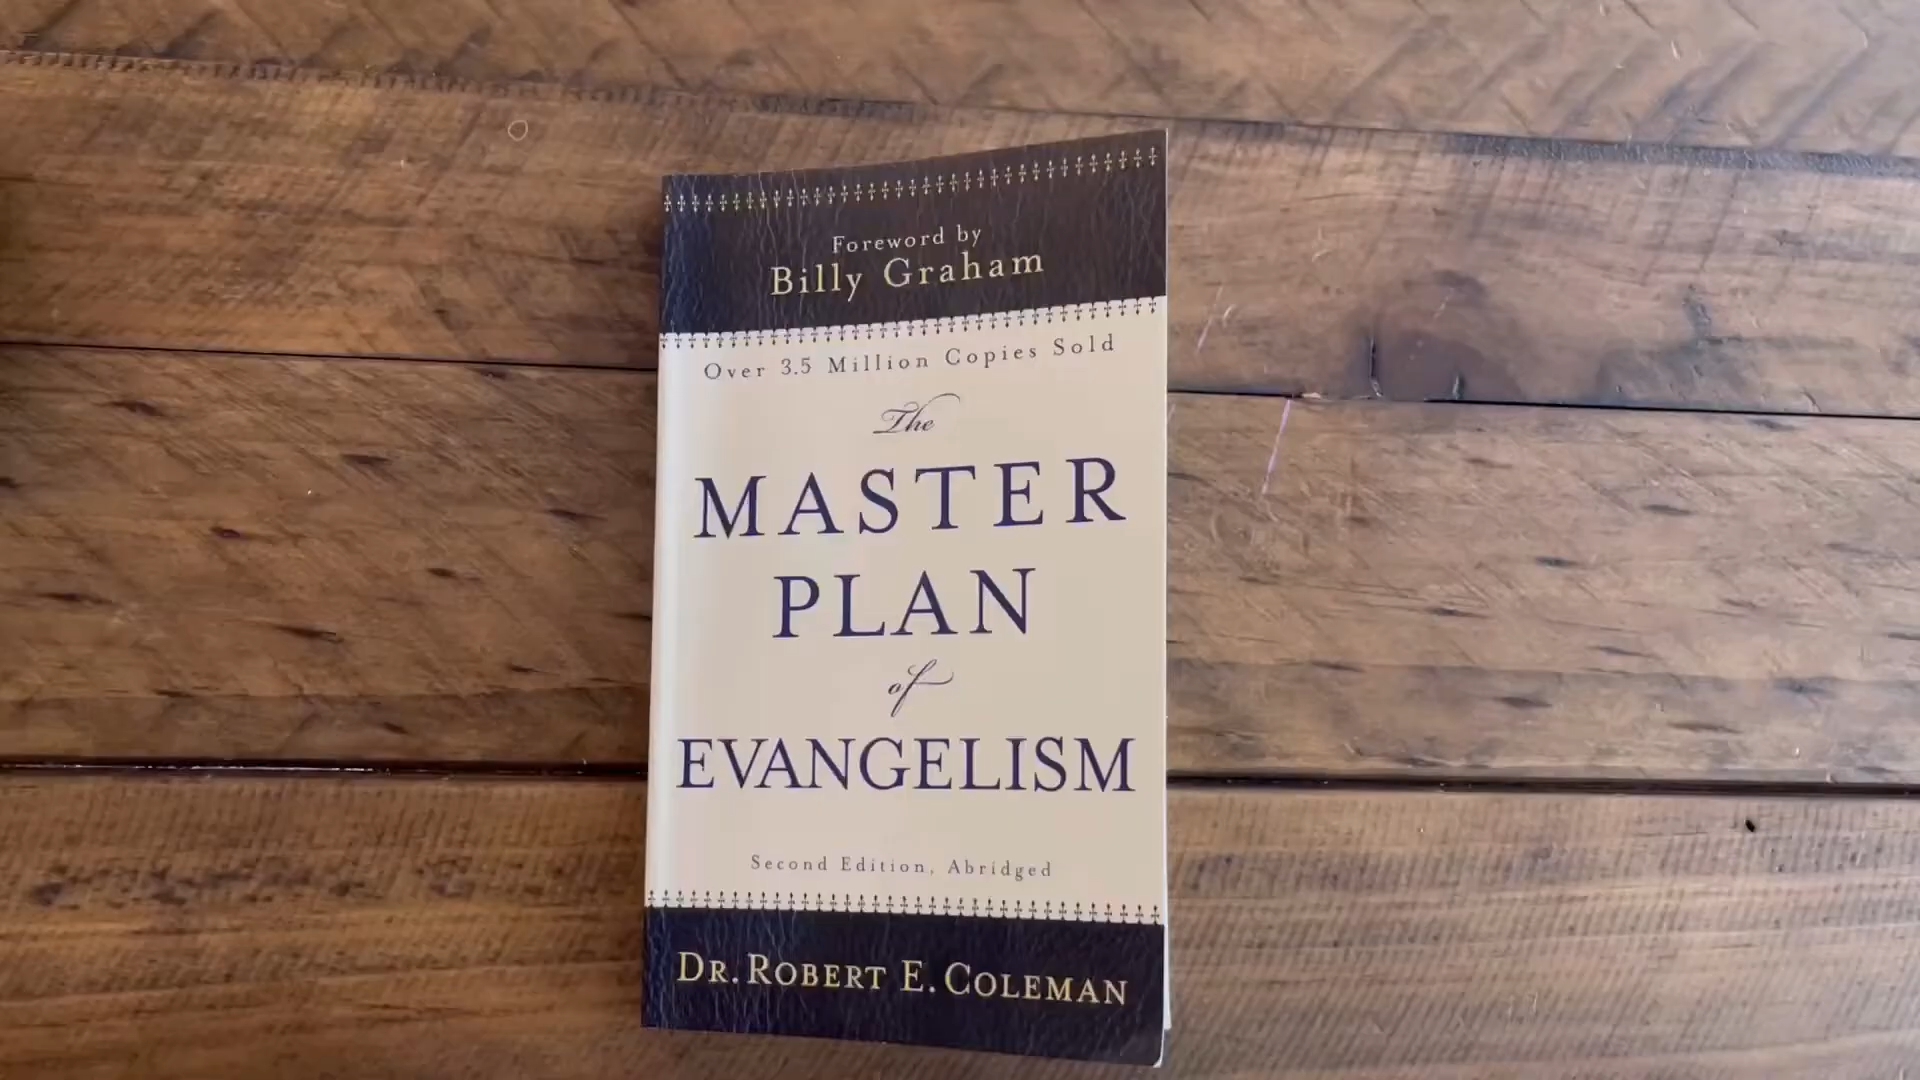 Foreword by
Billy Graham
Over 3.5 Million Copies Sold
The
MASTER
PLAN
of
EVANGELISM
Second Edition, Abridged
DR. ROBERT E. COLEMAN